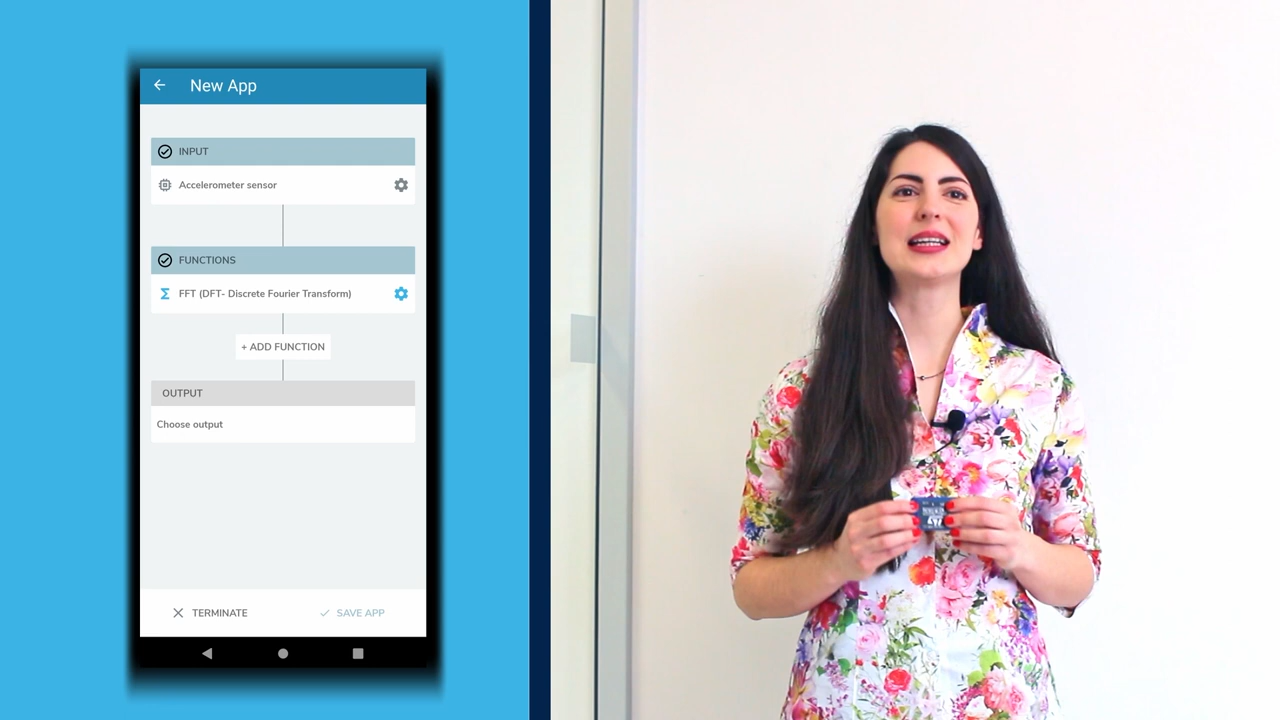 New App
INPUT
Accelerometer sensor
FUNCTIONS
FFT (DFT- Discrete Fourier Transform)
+ ADD FUNCTION
OUTPUT
Choose output
TERMINATE
SAVE APP